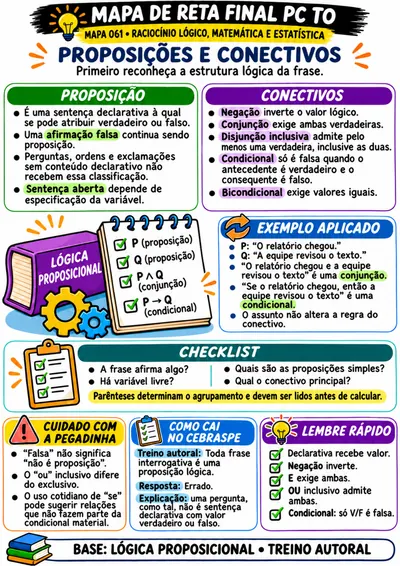 MAPA DE RETA FINAL PC TO
MAPA 061 • RACIOCÍNIO LÓGICO, MATEMÁTICA E ESTATÍSTICA
PROPOSIÇÕES E CONECTIVOS
Primeiro reconheça a estrutura lógica da frase.
PROPOSIÇÃO
• É uma sentença declarativa à qual
se pode atribuir verdadeiro ou falso.
• Uma afirmação falsa continua sendo
proposição.
• Perguntas, ordens e exclamações
sem conteúdo declarativo não
recebem essa classificação.
• Sentença aberta depende de
especificação da variável.
CONECTIVOS
• Negação inverte o valor lógico.
• Conjunção exige ambas verdadeiras.
• Disjunção inclusiva admite pelo
menos uma verdadeira, inclusive as duas.
• Condicional só é falsa quando o
antecedente é verdadeiro e o
consequente é falso.
• Bicondicional exige valores iguais.
LÓGICA
PROPOSICIONAL
P (proposição)
Q (proposição)
P ∧ Q
(conjunção)
P → Q
(condicional)
EXEMPLO APLICADO
• P: "O relatório chegou."
• Q: "A equipe revisou o texto."
• "O relatório chegou e a equipe
revisou o texto" é uma conjunção.
• "Se o relatório chegou, então a
equipe revisou o texto" é uma
condicional.
• O assunto não altera a regra do
conectivo.
CHECKLIST
• A frase afirma algo?
• Há variável livre?
• Quais são as proposições simples?
• Qual o conectivo principal?
Parênteses determinam o agrupamento e devem ser lidos antes de calcular.
CUIDADO COM
A PEGADINHA
• "Falsa" não significa
"não é proposição".
• O "ou" inclusivo difere
do exclusivo.
• O uso cotidiano de "se"
pode sugerir relações
que não fazem parte da
condicional material.
COMO CAI
NO CEBRASPE
Treino autoral: Toda frase
interrogativa é uma
proposição lógica.
Resposta: Errado.
Explicação: uma pergunta,
como tal, não é sentença
declarativa com valor
verdadeiro ou falso.
LEMBRE RÁPIDO
Declarativa recebe valor.
Negação inverte.
E exige ambas.
OU inclusivo admite
ambas.
Condicional: só V/F é falsa.
BASE: LÓGICA PROPOSICIONAL • TREINO AUTORAL